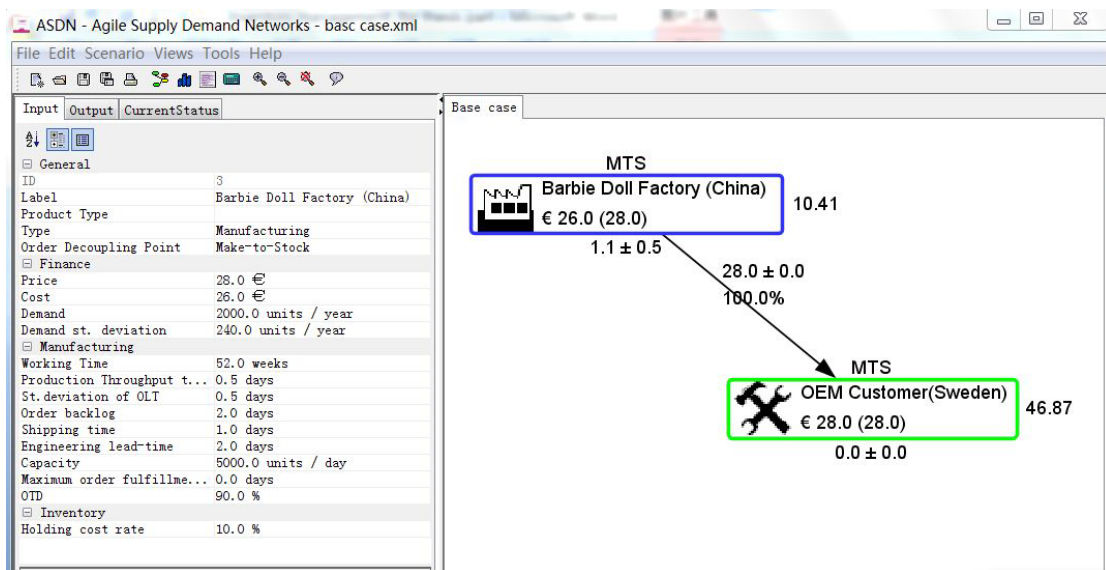 ASDN - Agile Supply Demand Networks - basc case.xml
File Edit Scenario Views Tools Help
Input Output CurrentStatus
General
ID 3
Label Barbie Doll Factory (China)
Product Type
Type Manufacturing
Order Decoupling Point Make-to-Stock
Finance
Price 28.0 €
Cost 26.0 €
Demand 2000.0 units / year
Demand st. deviation 240.0 units / year
Manufacturing
Working Time 52.0 weeks
Production Throughput t... 0.5 days
St.deviation of OLT 0.5 days
Order backlog 2.0 days
Shipping time 1.0 days
Engineering lead-time 2.0 days
Capacity 5000.0 units / day
Maximum order fulfillme... 0.0 days
OTD 90.0 %
Inventory
Holding cost rate 10.0 %
Base case
MTS
Barbie Doll Factory (China)
€ 26.0 (28.0)
10.41
1.1 ± 0.5
28.0 ± 0.0
100.0%
MTS
OEM Customer(Sweden)
€ 28.0 (28.0)
46.87
0.0 ± 0.0